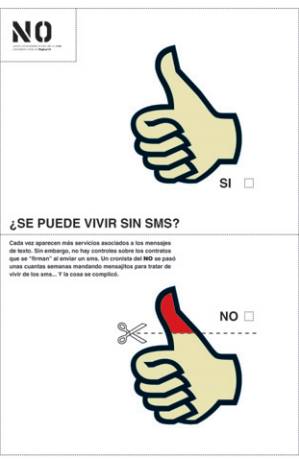 NO
SI
¿SE PUEDE VIVIR SIN SMS?
Cada vez aparecen más servicios asociados a los mensajes
de texto. Sin embargo, no hay controles sobre los contratos
que se "firman" al enviar un sms. Un cronista del NO se pasó
unas cuantas semanas mandando mensajitos para tratar de
vivir de los sms... Y la cosa se complicó.
NO